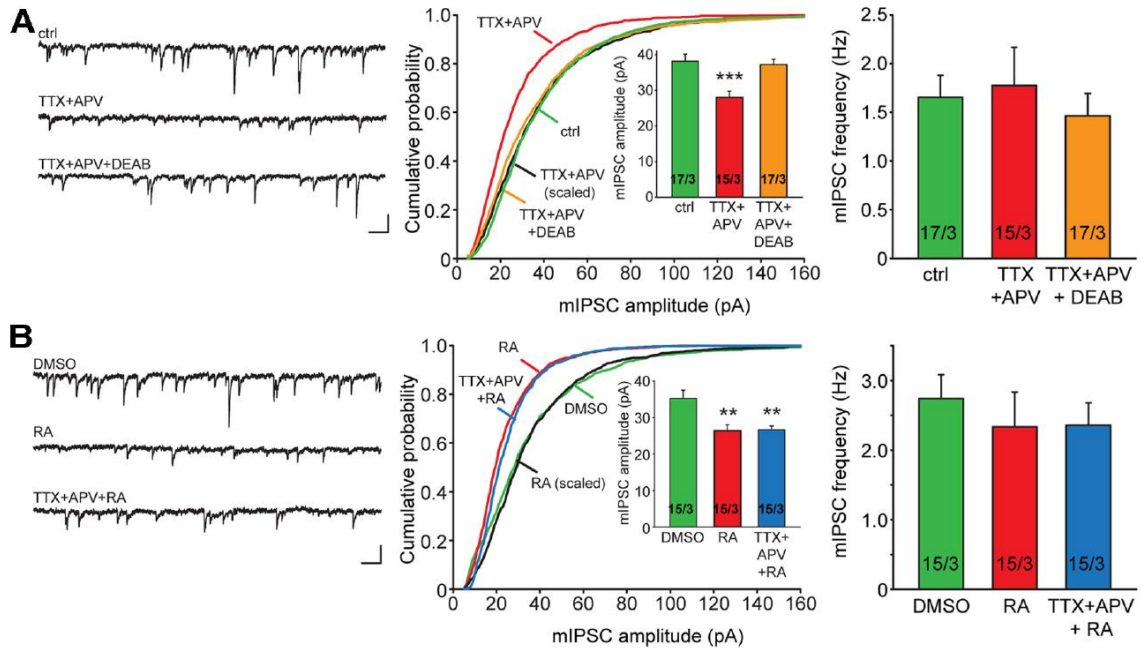 A
ctrl
TTX+APV
TTX+APV+DEAB
Cumulative probability
1.0
0.8
0.6
0.4
0.2
0
0 20 40 60 80 100 120 140 160
mIPSC amplitude (pA)
TTX+APV
ctrl
TTX+APV
(scaled)
TTX+APV
+DEAB
mIPSC amplitude (pA)
40
30
20
10
0
***
17/3 15/3 17/3
ctrl TTX+ TTX+
APV APV+
DEAB
mIPSC frequency (Hz)
2.5
2.0
1.5
1.0
0.5
0
17/3 15/3 17/3
ctrl TTX TTX+APV
+APV + DEAB
B
DMSO
RA
TTX+APV+RA
Cumulative probability
1.0
0.8
0.6
0.4
0.2
0
0 20 40 60 80 100 120 140 160
mIPSC amplitude (pA)
RA
TTX+APV
+RA
DMSO
RA (scaled)
mIPSC amplitude (pA)
40
30
20
40
0
** **
15/3 15/3 15/3
DMSO RA TTX+
APV
+RA
mIPSC frequency (Hz)
3.0
2.0
1.0
0
15/3 15/3 15/3
DMSO RA TTX+APV
+ RA